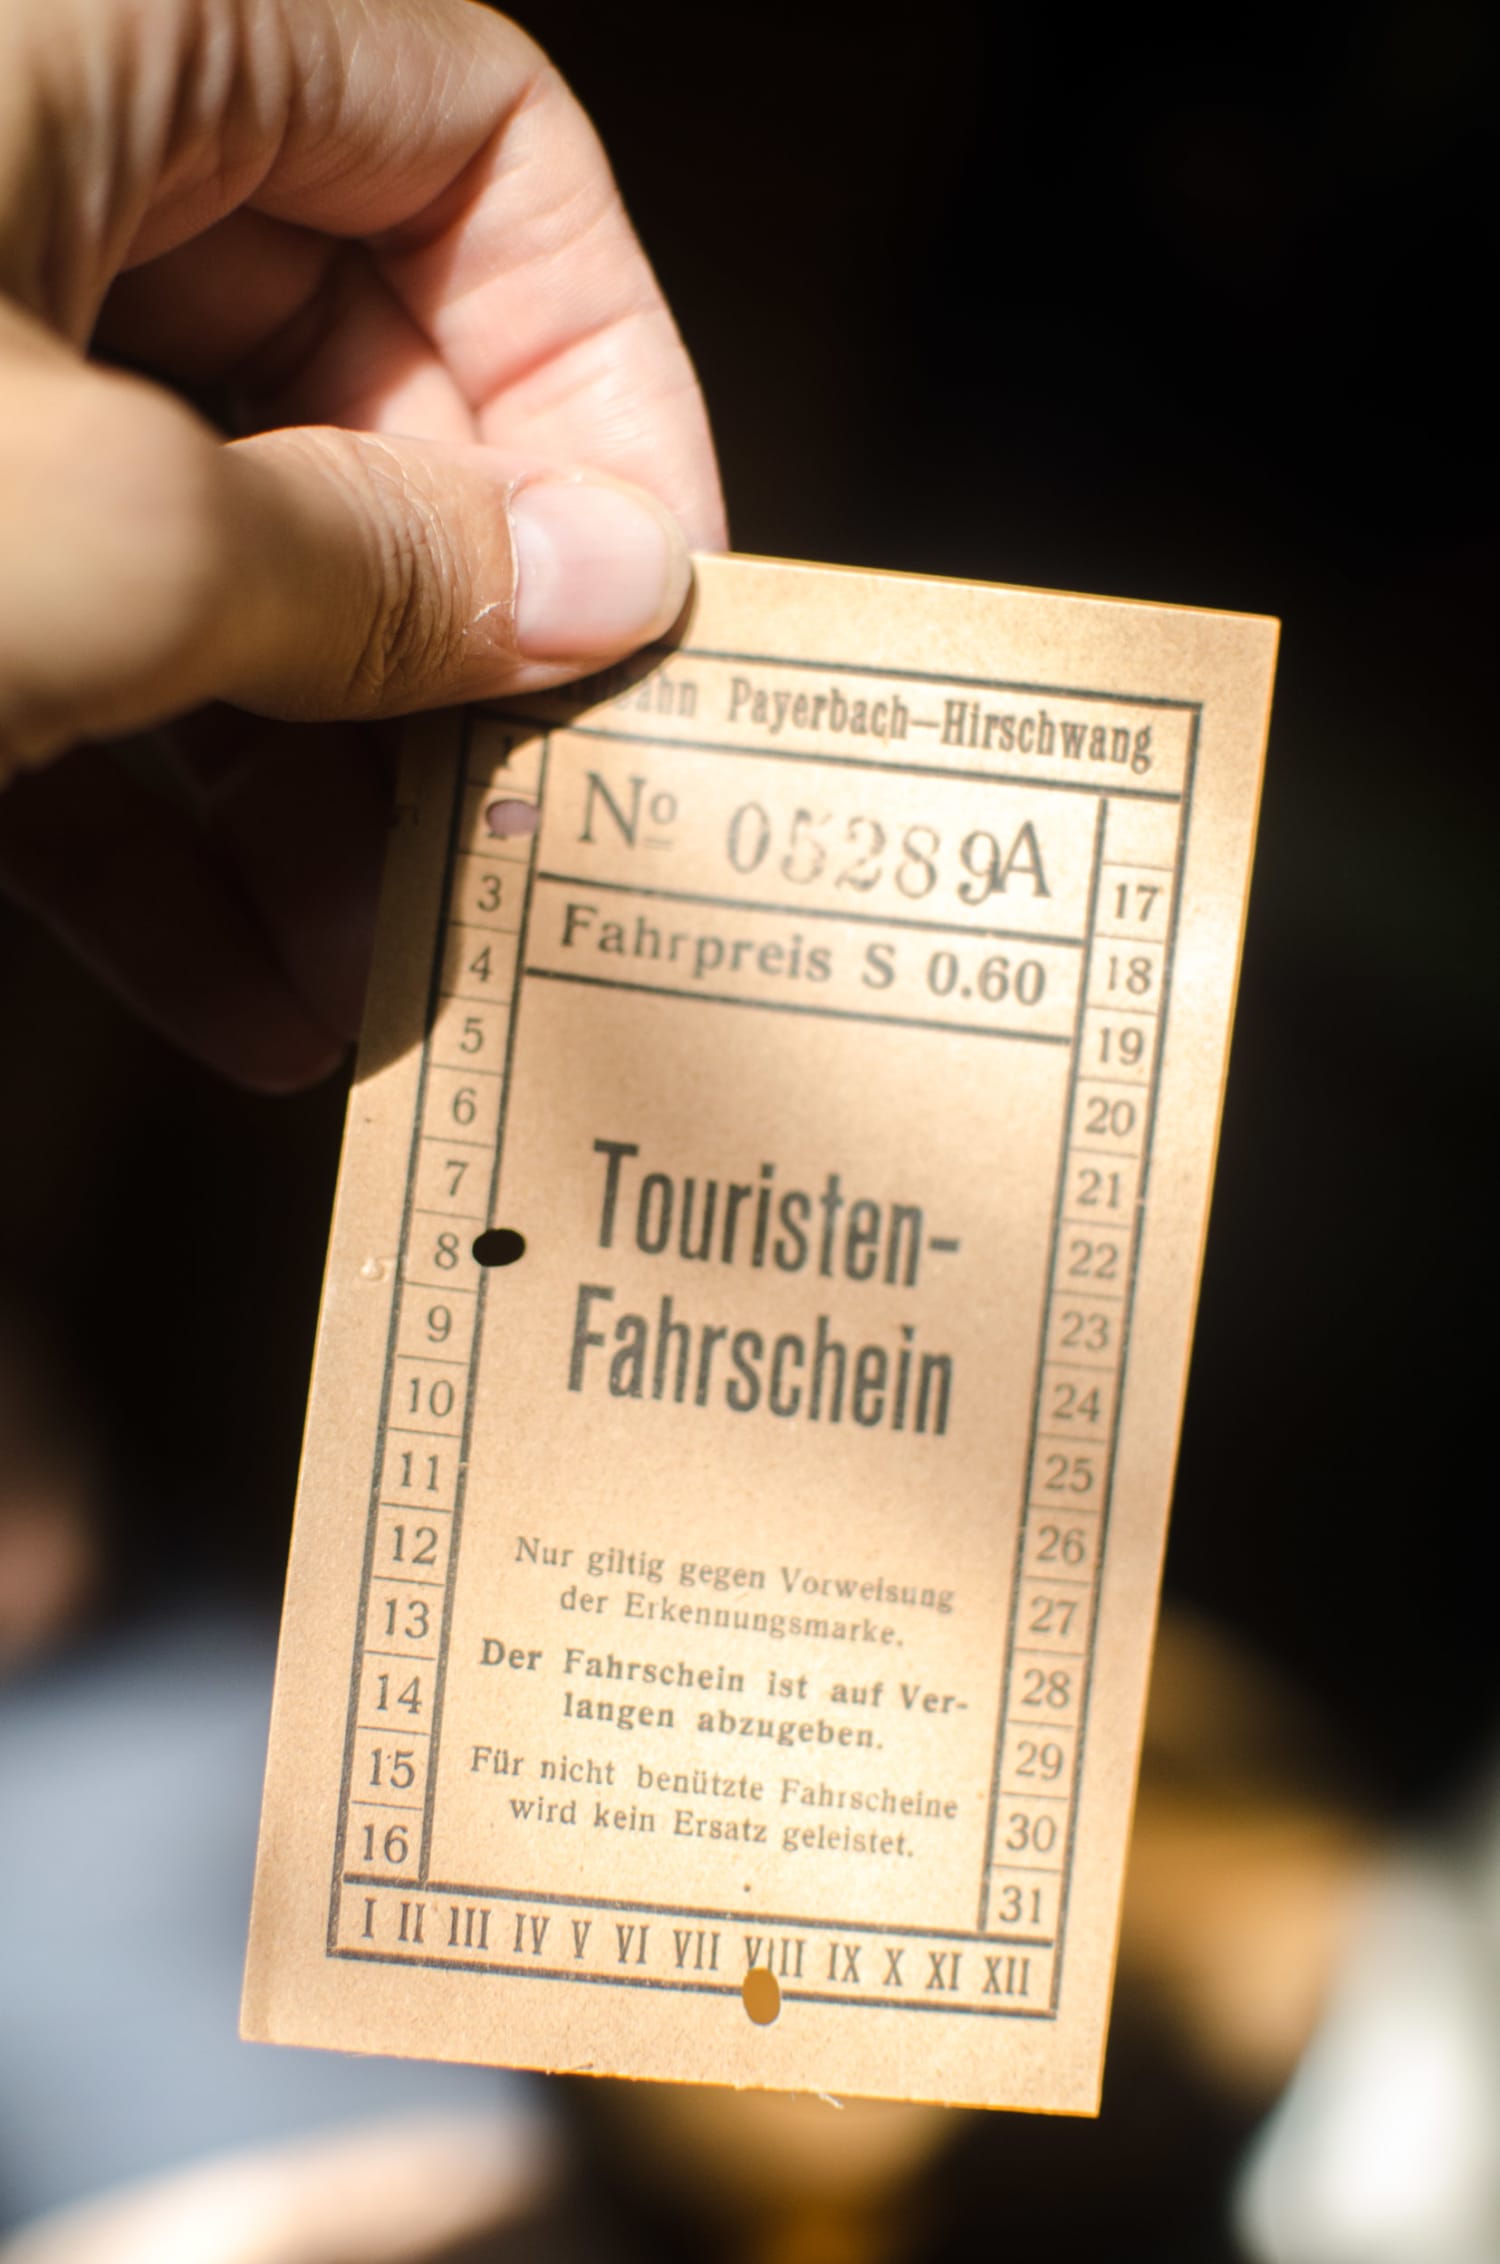 Payerbach—Hirschwang
Nº 05289A
Fahrpreis S 0.60
Touristen-
Fahrschein
Nur giltig gegen Vorweisung
der Erkennungsmarke.
Der Fahrschein ist auf Ver-
langen abzugeben.
Für nicht benützte Fahrscheine
wird kein Ersatz geleistet.
1
3
4
5
6
7
8
9
10
11
12
13
14
15
16
17
18
19
20
21
22
23
24
25
26
27
28
29
30
31
I II III IV V VI VII VIII IX X XI XII